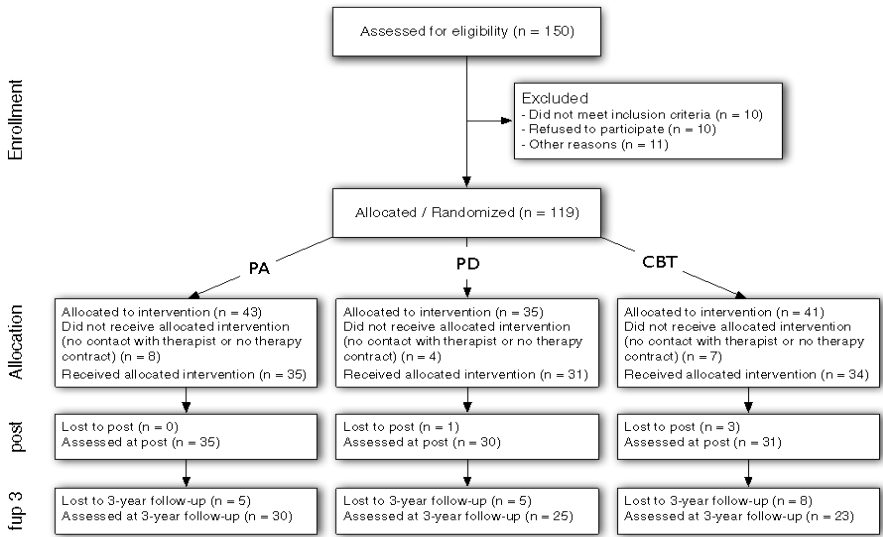 Enrollment
Assessed for eligibility (n = 150)
Excluded
- Did not meet inclusion criteria (n = 10)
- Refused to participate (n = 10)
- Other reasons (n = 11)
Allocated / Randomized (n = 119)
PA
PD
CBT
Allocation
Allocated to intervention (n = 43)
Did not receive allocated intervention
(no contact with therapist or no therapy
contract) (n = 8)
Received allocated intervention (n = 35)
Allocated to intervention (n = 35)
Did not receive allocated intervention
(no contact with therapist or no therapy
contract) (n = 4)
Received allocated intervention (n = 31)
Allocated to intervention (n = 41)
Did not receive allocated intervention
(no contact with therapist or no therapy
contract) (n = 7)
Received allocated intervention (n = 34)
post
Lost to post (n = 0)
Assessed at post (n = 35)
Lost to post (n = 1)
Assessed at post (n = 30)
Lost to post (n = 3)
Assessed at post (n = 31)
fup 3
Lost to 3-year follow-up (n = 5)
Assessed at 3-year follow-up (n = 30)
Lost to 3-year follow-up (n = 5)
Assessed at 3-year follow-up (n = 25)
Lost to 3-year follow-up (n = 8)
Assessed at 3-year follow-up (n = 23)